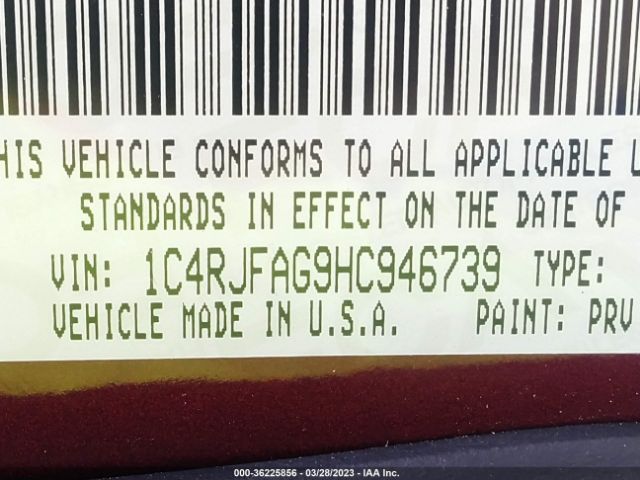 HIS VEHICLE CONFORMS TO ALL APPLICABLE
STANDARDS IN EFFECT ON THE DATE OF
VIN: 1C4RJFAG9HC946739 TYPE:
VEHICLE MADE IN U.S.A. PAINT: PRV
000-36225856 - 03/28/2023 - IAA Inc.